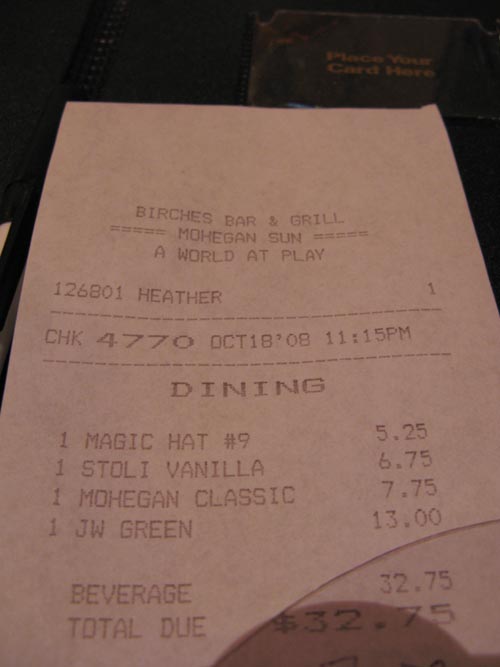 Place Your
Card Here
BIRCHES BAR & GRILL
===== MOHEGAN SUN =====
A WORLD AT PLAY
126801 HEATHER 1
CHK 4770 OCT18'08 11:15PM
DINING
1 MAGIC HAT #9 5.25
1 STOLI VANILLA 6.75
1 MOHEGAN CLASSIC 7.75
1 JW GREEN 13.00
BEVERAGE 32.75
TOTAL DUE $32.75